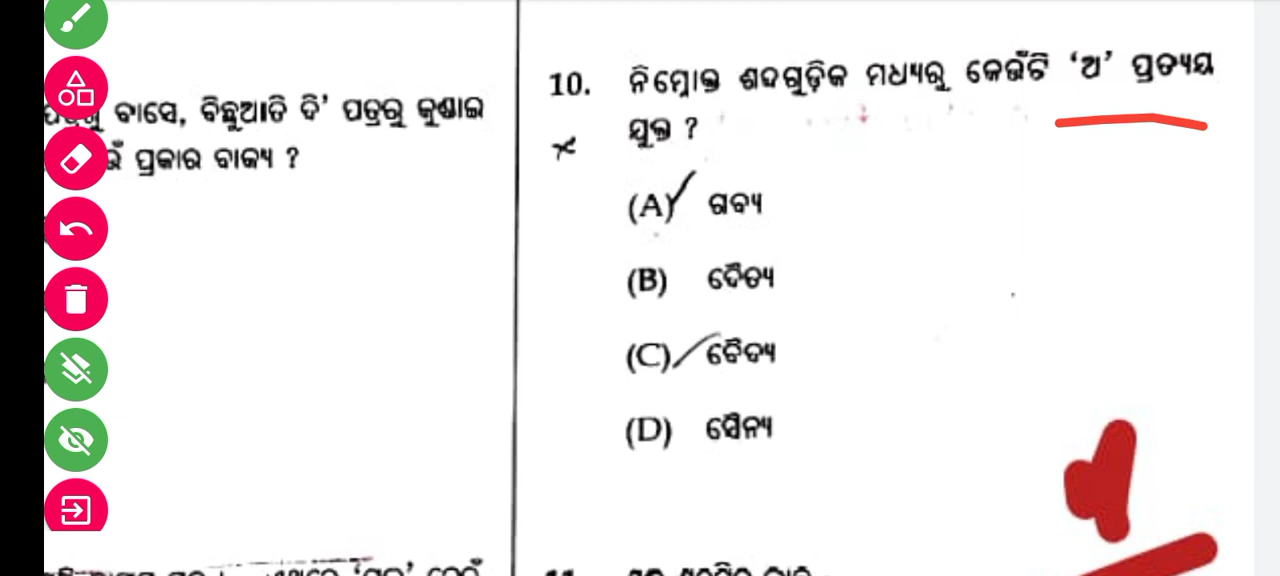 ବାସେ, ବିଛୁଆତି ଦି' ପତ୍ରରୁ କୁଣ୍ଡାଇ
ପ୍ରକାର ବାକ୍ୟ ?
10. ନିମ୍ନୋକ୍ତ ଶବ୍ଦଗୁଡ଼ିକ ମଧ୍ୟରୁ କେଉଁଟି ‘ଅ’ ପ୍ରତ୍ୟୟ
ଯୁକ୍ତ ?
(A) ଗବ୍ୟ
(B) ଦୈତ୍ୟ
(C) ବୈଦ୍ୟ
(D) ସୈନ୍ୟ